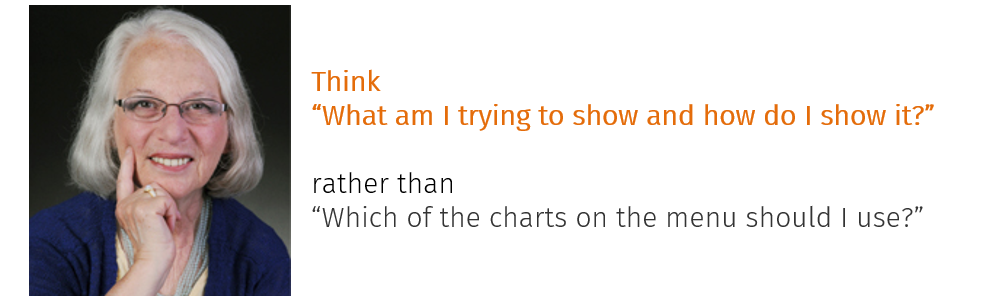 Think
“What am I trying to show and how do I show it?”
rather than
“Which of the charts on the menu should I use?”